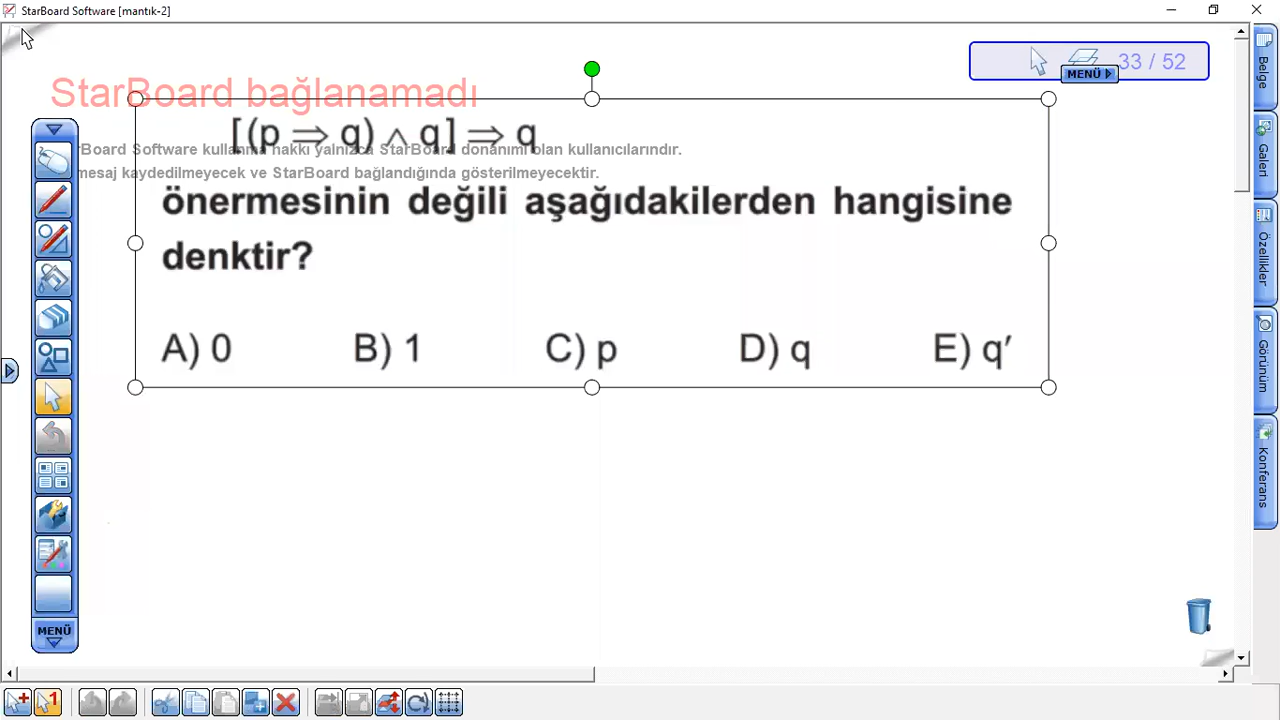 StarBoard Software [mantık-2]
33 / 52
MENÜ
StarBoard bağlanamadı
[(p ⇒ q) ∧ q] ⇒ q
rBoard Software kullanma hakkı yalnızca StarBoard donanımı olan kullanıcılarındır.
mesaj kaydedilmeyecek ve StarBoard bağlandığında gösterilmeyecektir.
önermesinin değili aşağıdakilerden hangisine
denktir?
A) 0 B) 1 C) p D) q E) q′
MENÜ
Belge
Galeri
Özellikler
Görünüm
Konferans
1